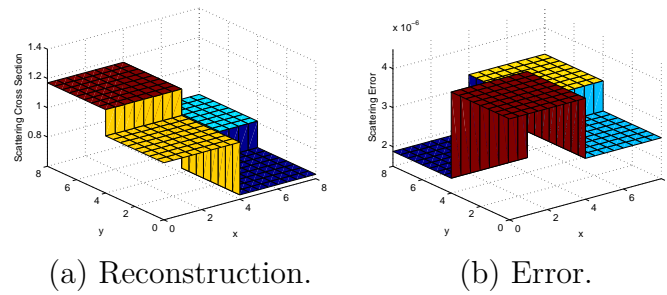 x 10^-6
1.4
1.2
1
0.8
Scattering Cross Section
8
6
4
2
0
y
0
2
4
6
8
x
4
3
2
Scattering Error
8
6
4
2
0
y
0
2
4
6
x
(a) Reconstruction.
(b) Error.